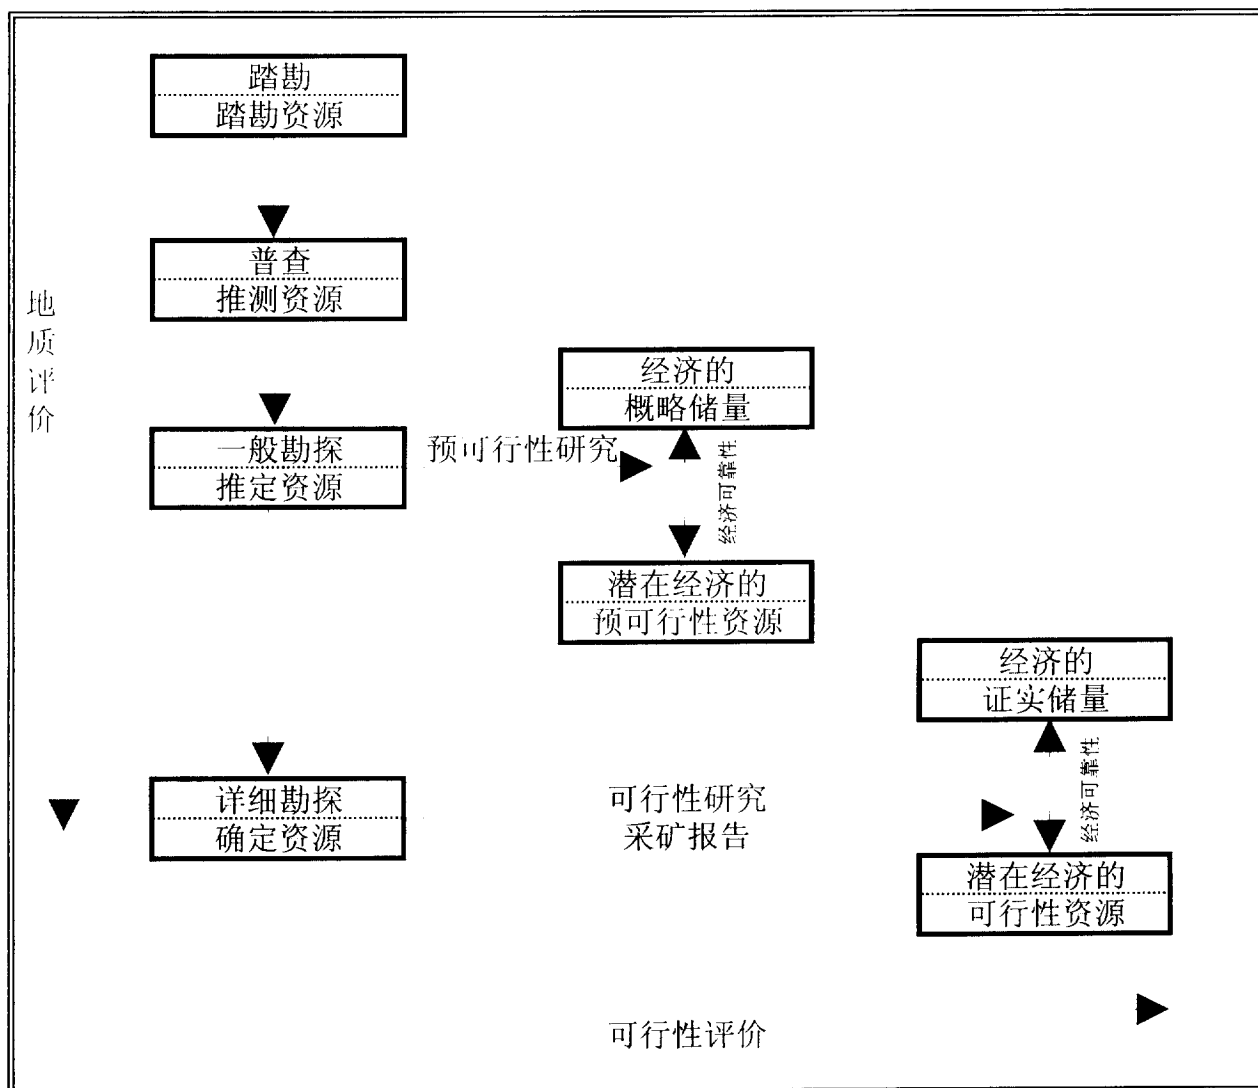 踏勘
踏勘资源
普查
推测资源
地质评价
经济的
概略储量
一般勘探
推定资源
预可行性研究
经济可靠性
潜在经济的
预可行性资源
经济的
证实储量
详细勘探
确定资源
可行性研究
采矿报告
经济可靠性
潜在经济的
可行性资源
可行性评价